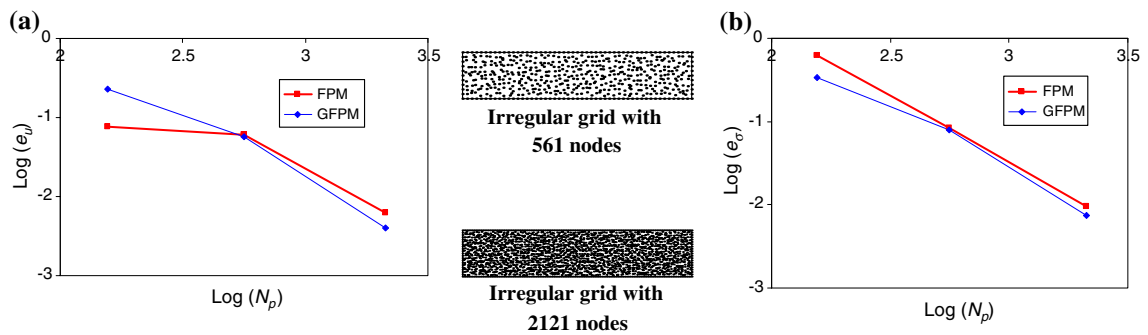 (a)
0
2
2.5
3
3.5
-1
-2
-3
Log (e_u)
Log (N_p)
FPM
GFPM
Irregular grid with
561 nodes
Irregular grid with
2121 nodes
(b)
0
2
2.5
3
3.5
-1
-2
-3
Log (e_σ)
Log (N_p)
FPM
GFPM